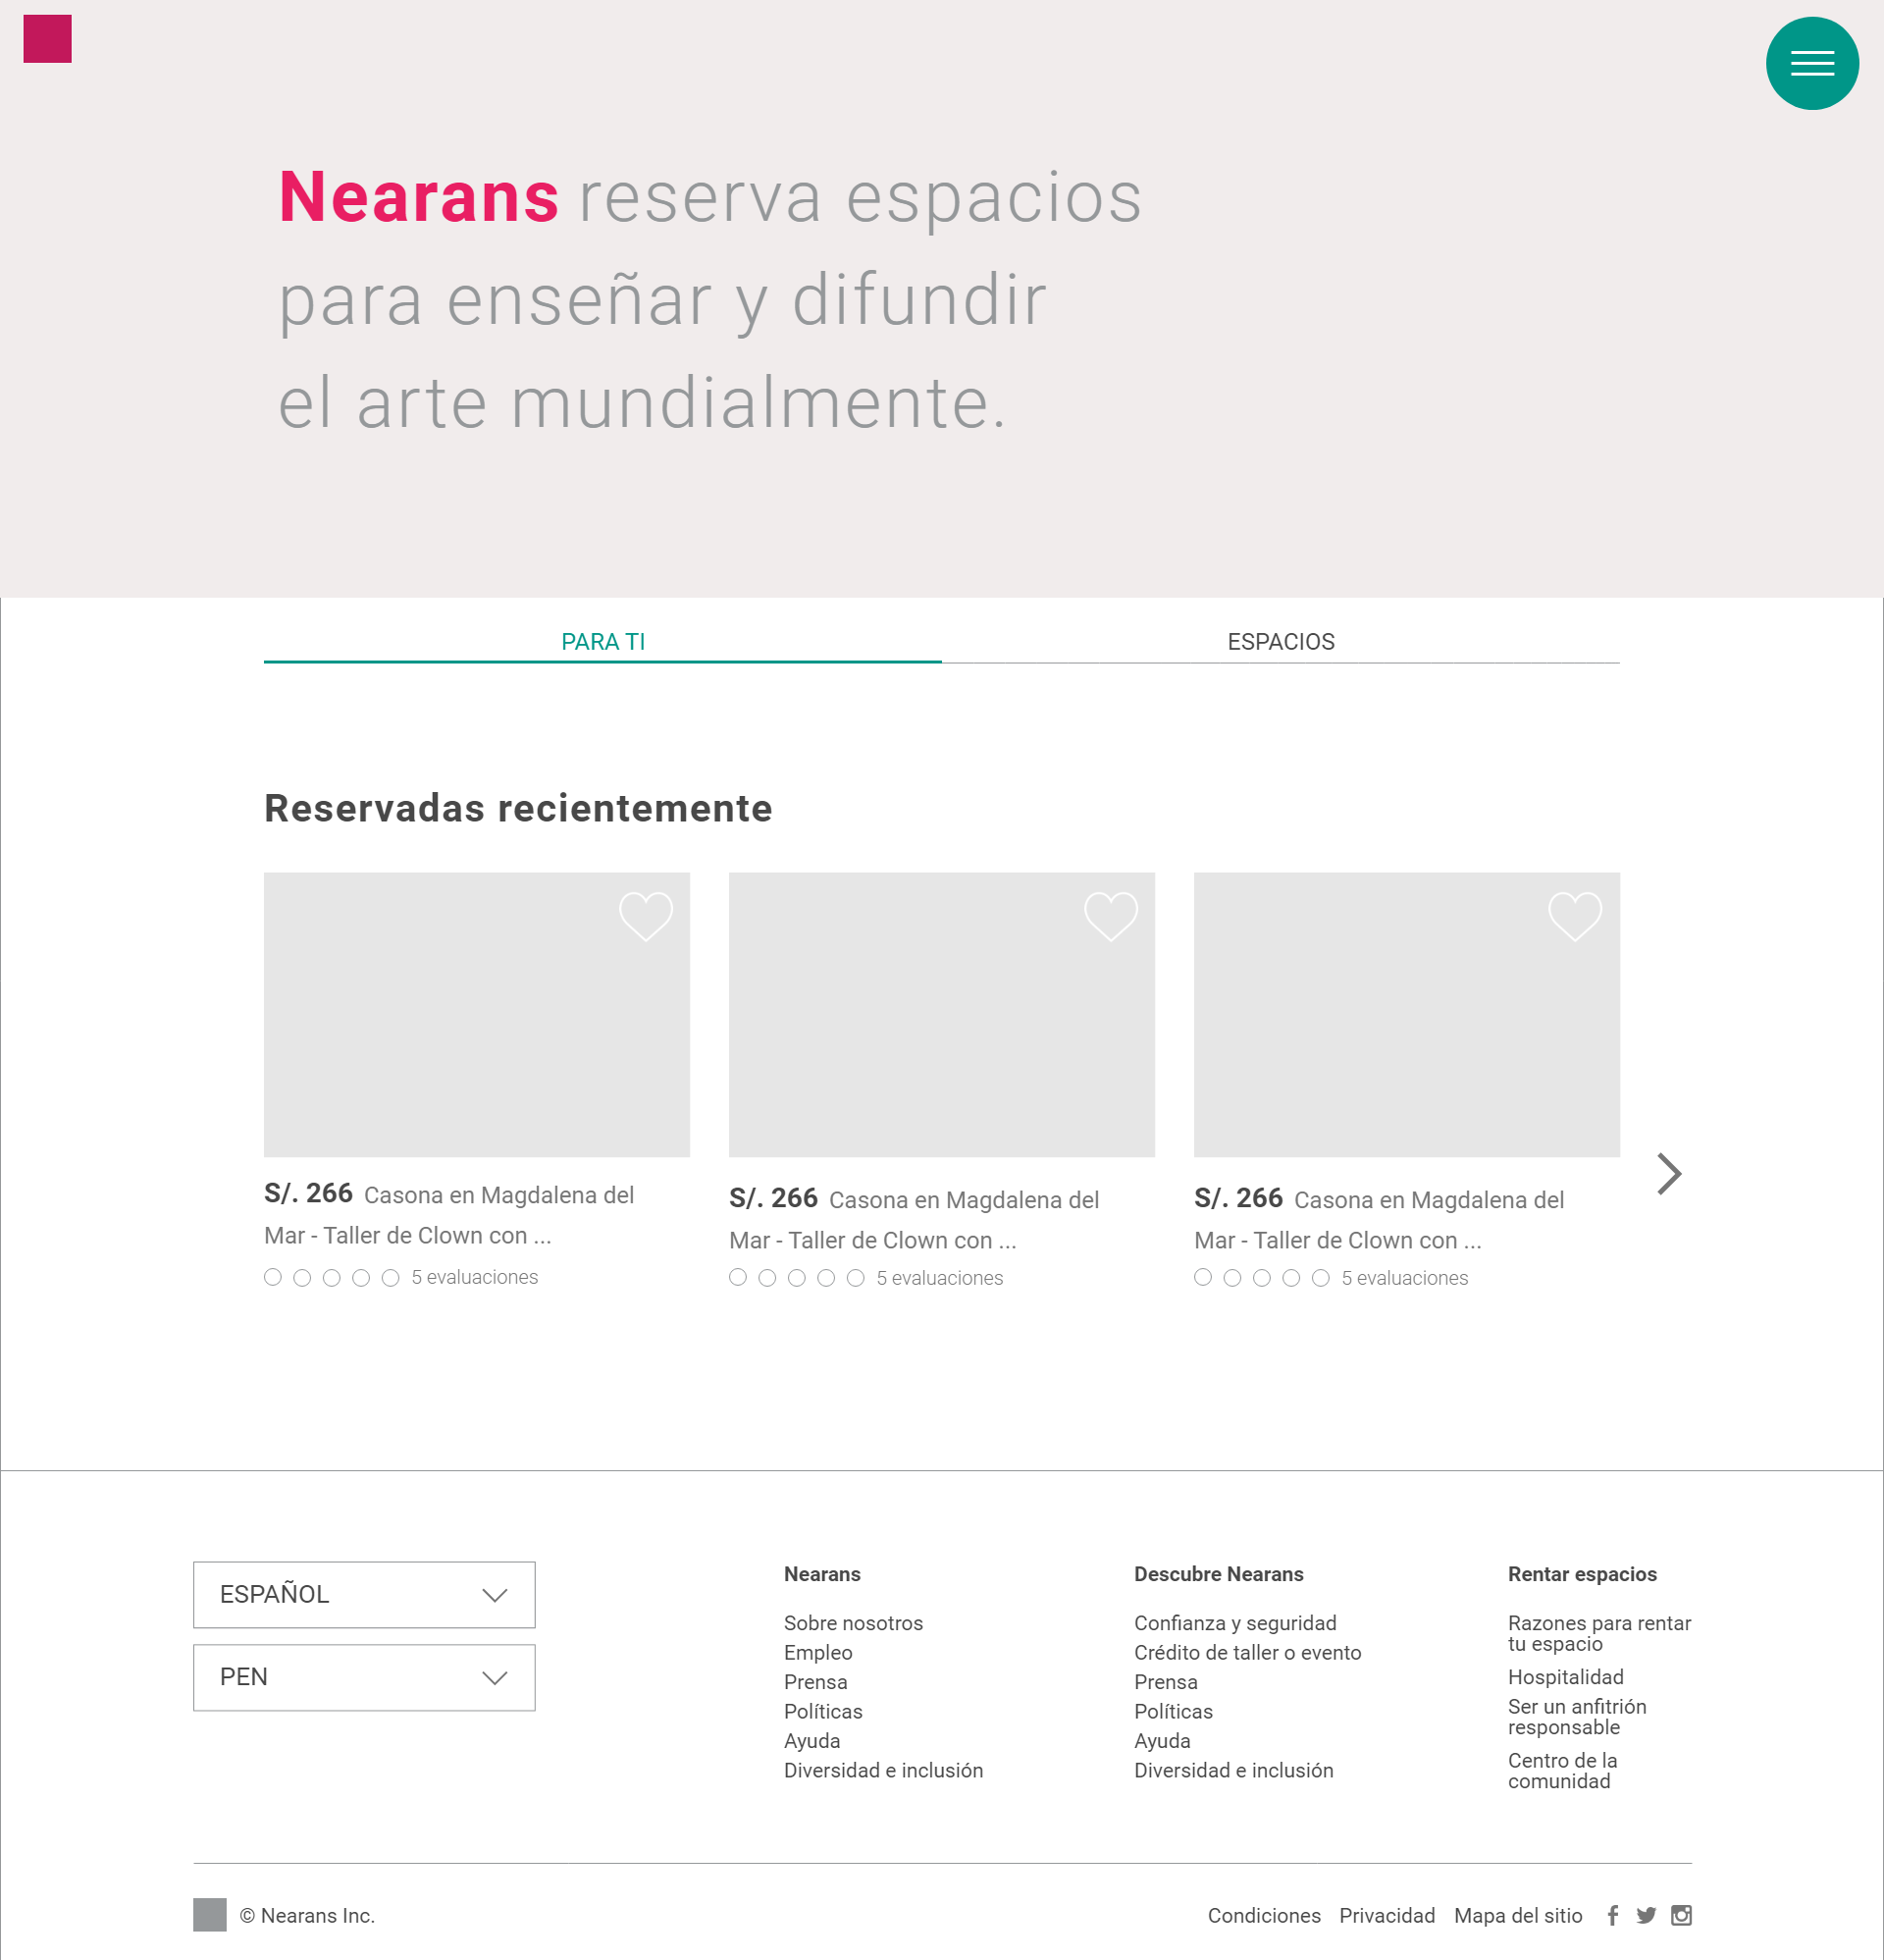 Nearans reserva espacios
para enseñar y difundir
el arte mundialmente.
PARA TI
ESPACIOS
Reservadas recientemente
S/. 266 Casona en Magdalena del
Mar - Taller de Clown con ...
5 evaluaciones
S/. 266 Casona en Magdalena del
Mar - Taller de Clown con ...
5 evaluaciones
S/. 266 Casona en Magdalena del
Mar - Taller de Clown con ...
5 evaluaciones
ESPAÑOL
PEN
Nearans
Sobre nosotros
Empleo
Prensa
Políticas
Ayuda
Diversidad e inclusión
Descubre Nearans
Confianza y seguridad
Crédito de taller o evento
Prensa
Políticas
Ayuda
Diversidad e inclusión
Rentar espacios
Razones para rentar
tu espacio
Hospitalidad
Ser un anfitrión
responsable
Centro de la
comunidad
© Nearans Inc.
Condiciones
Privacidad
Mapa del sitio